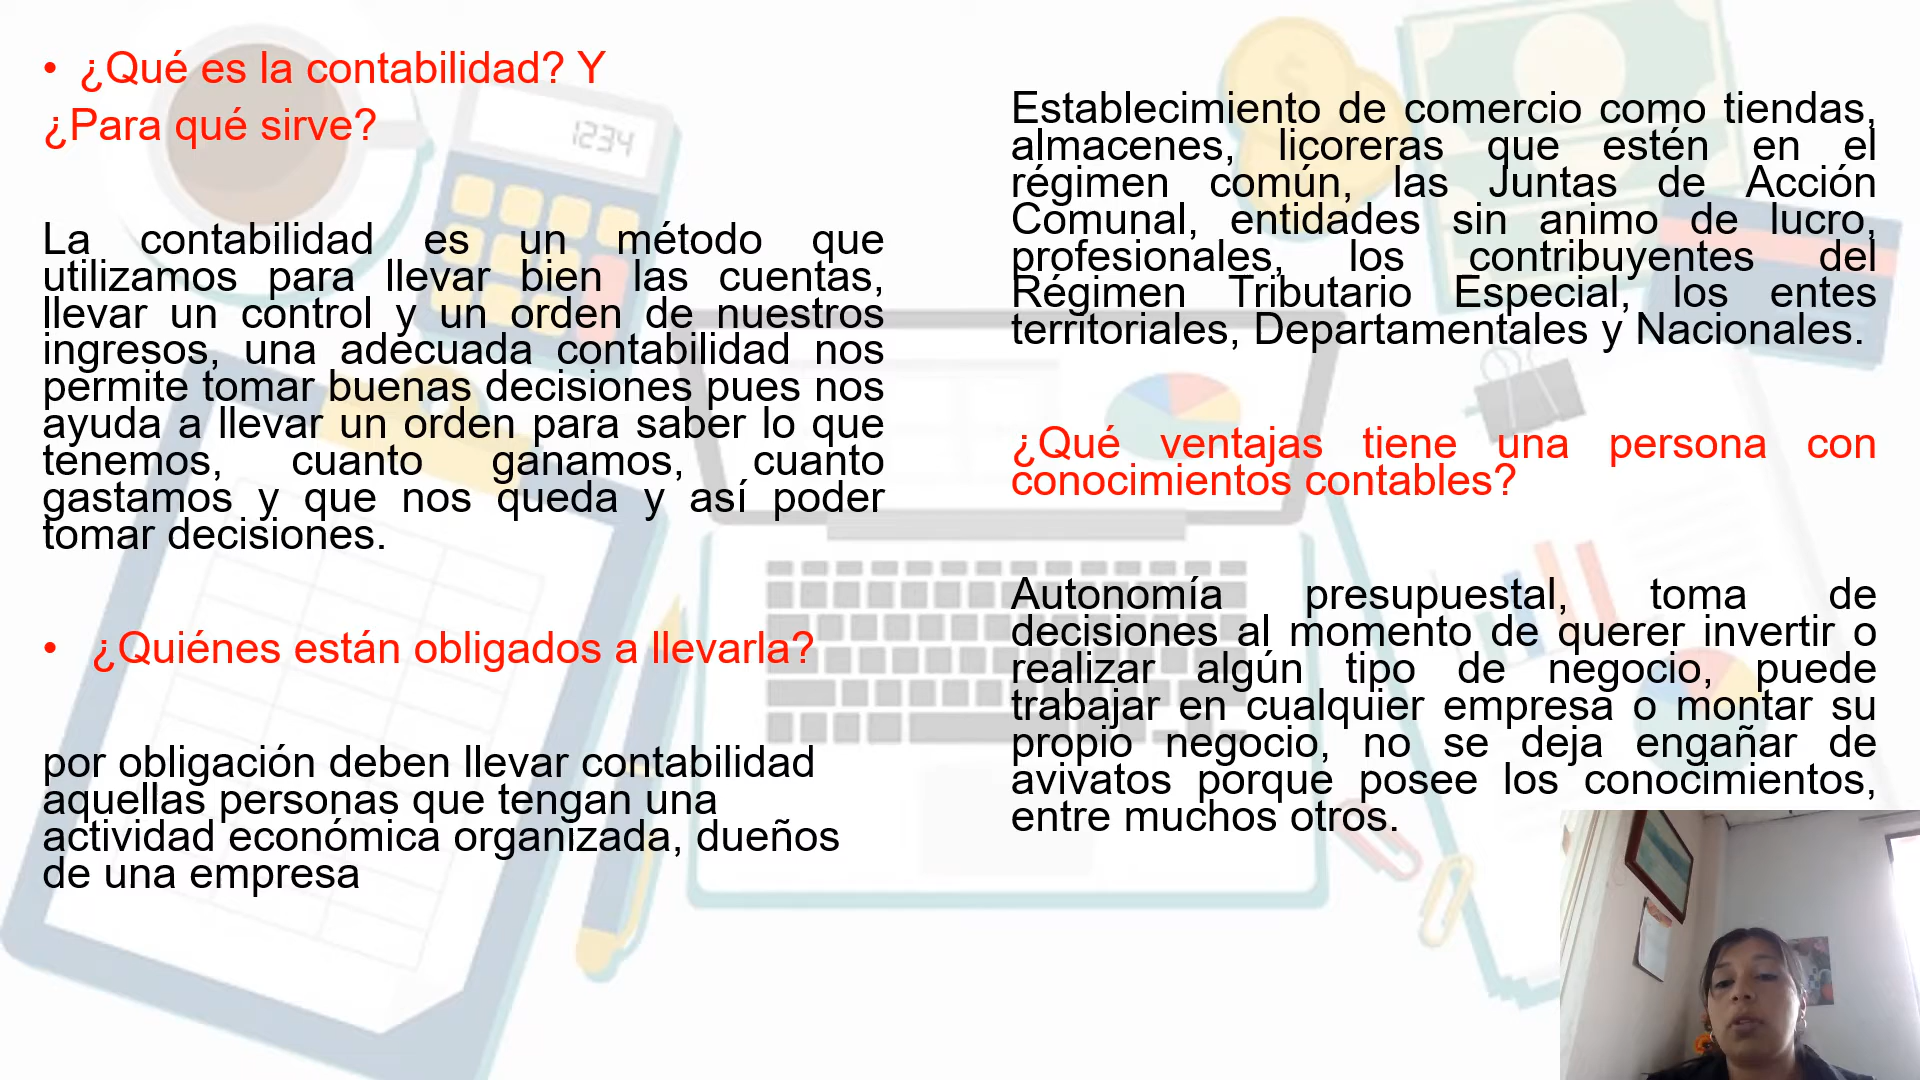 • ¿Qué es la contabilidad? Y
¿Para qué sirve?
La contabilidad es un método que
utilizamos para llevar bien las cuentas,
llevar un control y un orden de nuestros
ingresos, una adecuada contabilidad nos
permite tomar buenas decisiones pues nos
ayuda a llevar un orden para saber lo que
tenemos, cuanto ganamos, cuanto
gastamos y que nos queda y así poder
tomar decisiones.
• ¿Quiénes están obligados a llevarla?
por obligación deben llevar contabilidad
aquellas personas que tengan una
actividad económica organizada, dueños
de una empresa
Establecimiento de comercio como tiendas,
almacenes, licoreras que estén en el
régimen común, las Juntas de Acción
Comunal, entidades sin animo de lucro,
profesionales, los contribuyentes del
Régimen Tributario Especial, los entes
territoriales, Departamentales y Nacionales.
¿Qué ventajas tiene una persona con
conocimientos contables?
Autonomía presupuestal, toma de
decisiones al momento de querer invertir o
realizar algún tipo de negocio, puede
trabajar en cualquier empresa o montar su
propio negocio, no se deja engañar de
avivatos porque posee los conocimientos,
entre muchos otros.
1234